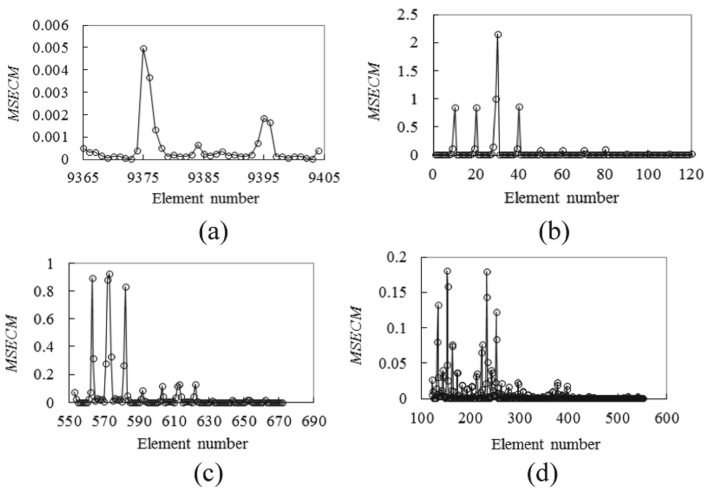 0.006
0.005
0.004
0.003
0.002
0.001
0
MSECM
9365 9375 9385 9395 9405
Element number
(a)
2.5
2
1.5
1
0.5
0
MSECM
0 20 40 60 80 100 120
Element number
(b)
1
0.8
0.6
0.4
0.2
0
MSECM
550 570 590 610 630 650 670 690
Element number
(c)
0.2
0.15
0.1
0.05
0
MSECM
100 200 300 400 500 600
Element number
(d)